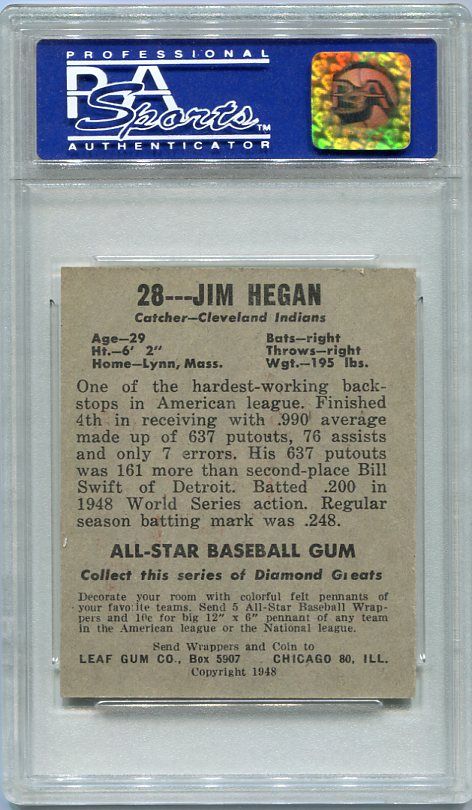 PROFESSIONAL
PSA
Sports™
AUTHENTICATOR
PSA
28---JIM HEGAN
Catcher—Cleveland Indians
Age—29 Bats—right
Ht.—6' 2" Throws—right
Home—Lynn, Mass. Wgt.—195 lbs.
One of the hardest-working back-
stops in American league. Finished
4th in receiving with .990 average
made up of 637 putouts, 76 assists
and only 7 errors. His 637 putouts
was 161 more than second-place Bill
Swift of Detroit. Batted .200 in
1948 World Series action. Regular
season batting mark was .248.
ALL-STAR BASEBALL GUM
Collect this series of Diamond Greats
Decorate your room with colorful felt pennants of
your favorite teams. Send 5 All-Star Baseball Wrap-
pers and 10c for big 12" x 6" pennant of any team
in the American league or the National league.
Send Wrappers and Coin to
LEAF GUM CO., Box 5907 CHICAGO 80, ILL.
Copyright 1948